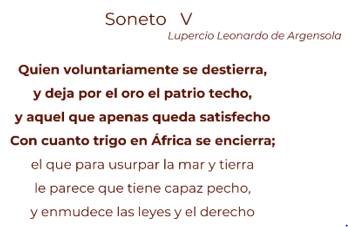 Soneto V
Lupercio Leonardo de Argensola
Quien voluntariamente se destierra,
y deja por el oro el patrio techo,
y aquel que apenas queda satisfecho
Con cuanto trigo en África se encierra;
el que para usurpar la mar y tierra
le parece que tiene capaz pecho,
y enmudece las leyes y el derecho